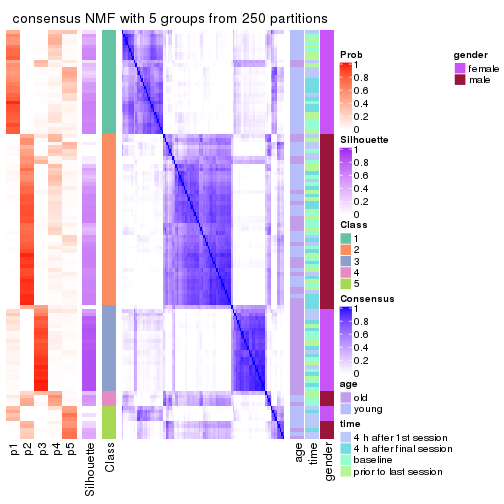 consensus NMF with 5 groups from 250 partitions
Prob
1
0.8
0.6
0.4
0.2
0
gender
female
male
Silhouette
1
0.8
0.6
0.4
0.2
0
Class
1
2
3
4
5
Consensus
1
0.8
0.6
0.4
0.2
0
age
old
young
time
4 h after 1st session
4 h after final session
baseline
prior to last session
p1
p2
p3
p4
p5
Silhouette
Class
age
time
gender